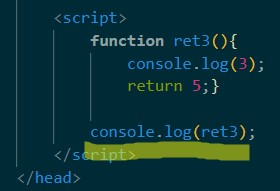 <script>
function ret3(){
console.log(3);
return 5;}
console.log(ret3);
</script>
</head>